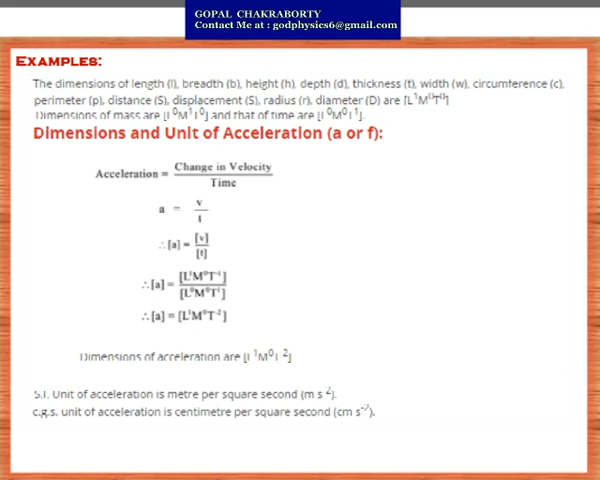 GOPAL CHAKRABORTY
Contact Me at : godphysics6@gmail.com
EXAMPLES:
The dimensions of length (l), breadth (b), height (h), depth (d), thickness (t), width (w), circumference (c),
perimeter (p), distance (S), displacement (S), radius (r), diameter (D) are [L¹M⁰T⁰]
Dimensions of mass are [L⁰M¹T⁰] and that of time are [L⁰M⁰T¹].
Dimensions and Unit of Acceleration (a or f):
Acceleration = Change in Velocity / Time
a = v / t
∴ [a] = [v] / [t]
∴ [a] = [L¹M⁰T⁻¹] / [L⁰M⁰T¹]
∴ [a] = [L¹M⁰T⁻²]
Dimensions of acceleration are [L¹M⁰T⁻²]
S.I. Unit of acceleration is metre per square second (m s⁻²).
c.g.s. unit of acceleration is centimetre per square second (cm s⁻²).